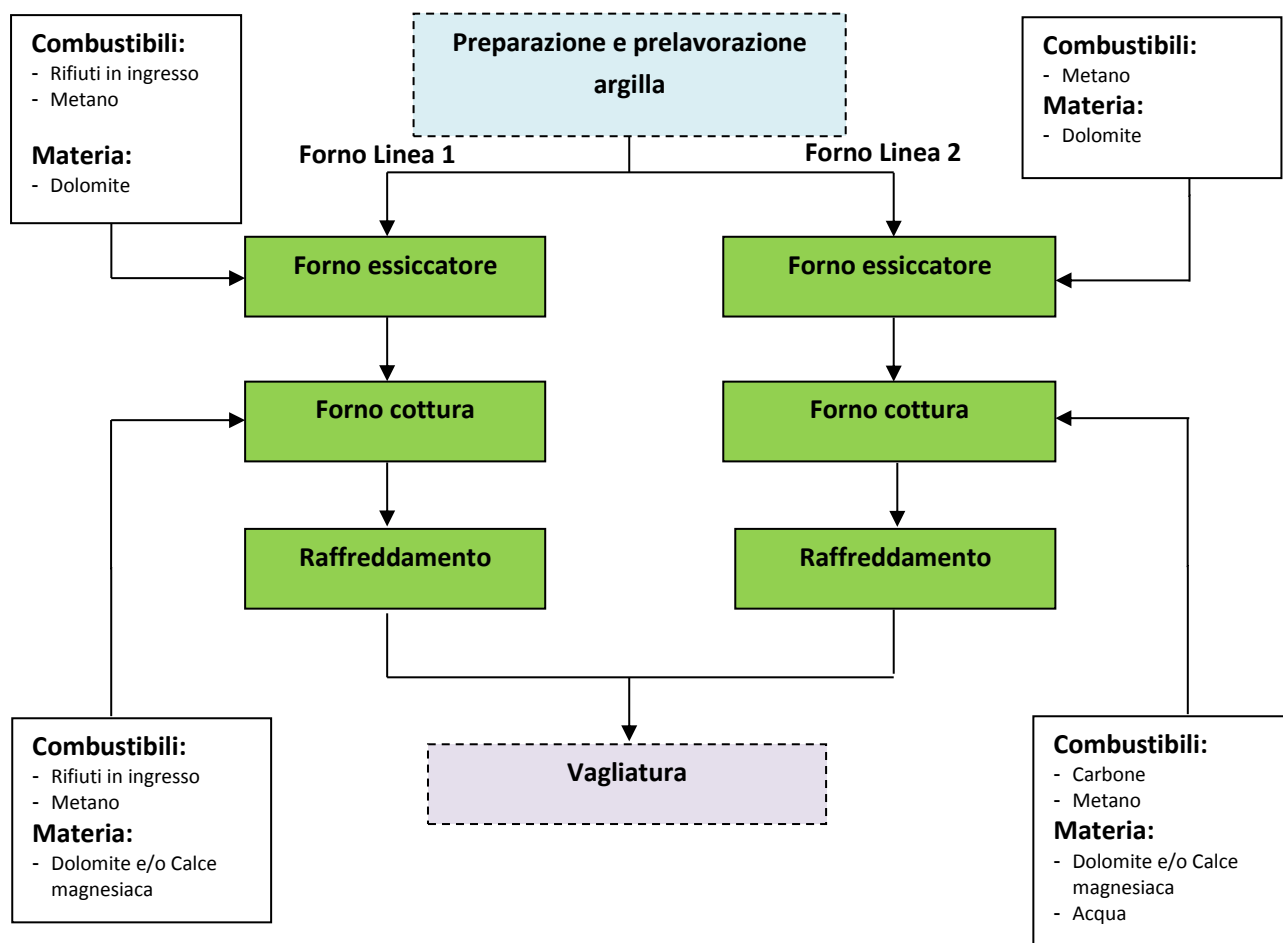 Combustibili:
- Rifiuti in ingresso
- Metano
Materia:
- Dolomite
Preparazione e prelavorazione
argilla
Combustibili:
- Metano
Materia:
- Dolomite
Forno Linea 1
Forno Linea 2
Forno essiccatore
Forno essiccatore
Forno cottura
Forno cottura
Raffreddamento
Raffreddamento
Combustibili:
- Rifiuti in ingresso
- Metano
Materia:
- Dolomite e/o Calce
magnesiaca
Vagliatura
Combustibili:
- Carbone
- Metano
Materia:
- Dolomite e/o Calce
magnesiaca
- Acqua